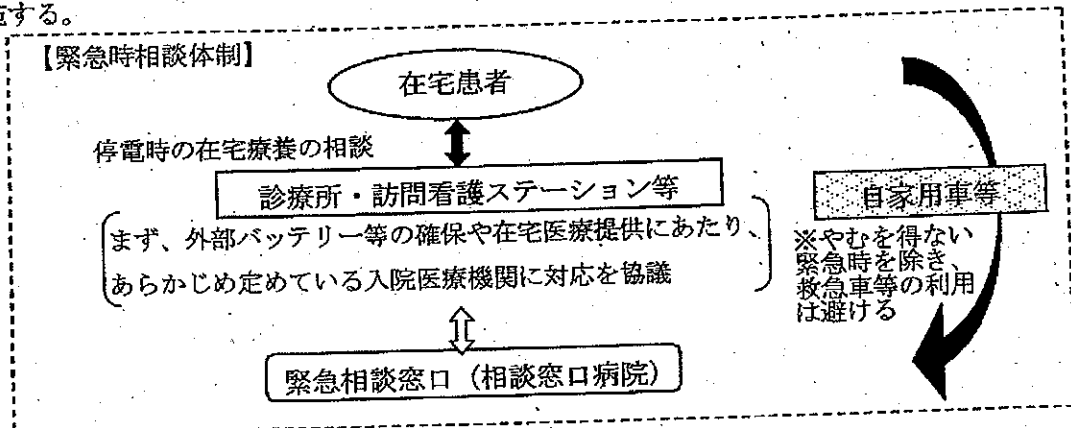 する。
【緊急時相談体制】
在宅患者
停電時の在宅療養の相談
診療所・訪問看護ステーション等
まず、外部バッテリー等の確保や在宅医療提供にあたり、
あらかじめ定めている入院医療機関に対応を協議
緊急相談窓口（相談窓口病院）
自家用車等
※やむを得ない
緊急時を除き、
救急車等の利用
は避ける